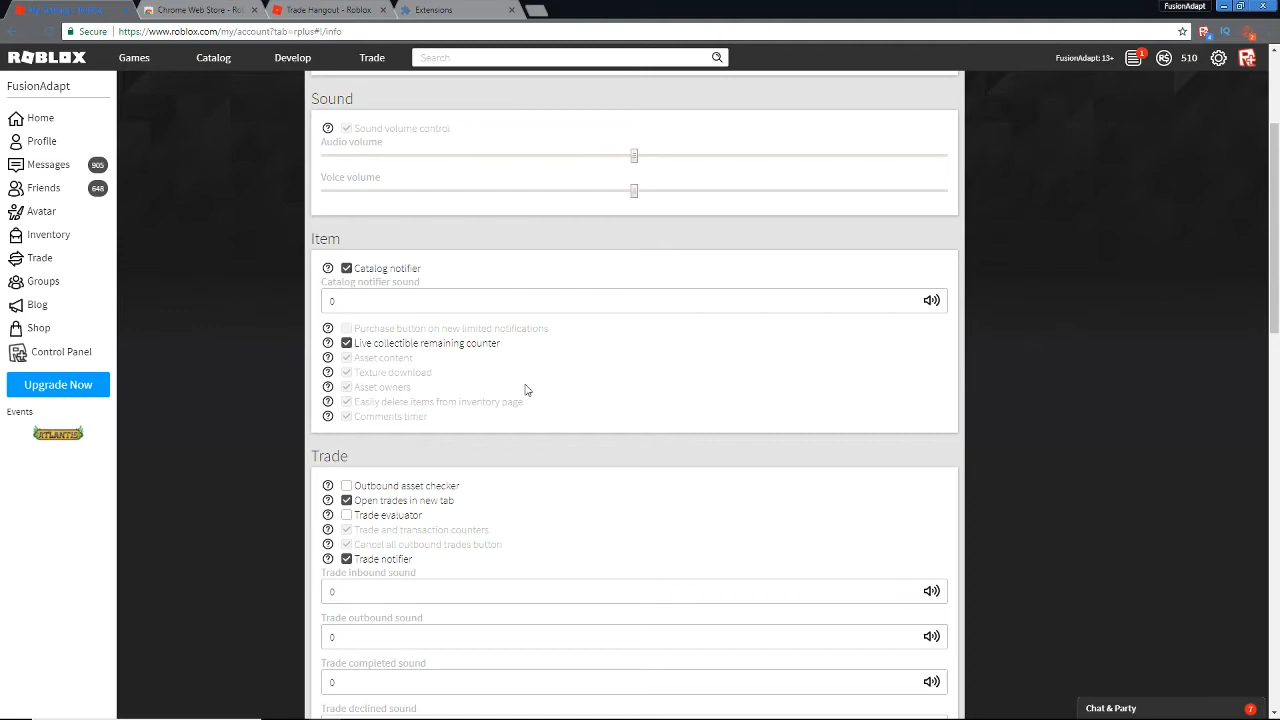 Chrome Web Store - Rob
Trade Hangout - Roblox
Extensions
FusionAdapt
Secure https://www.roblox.com/my/account?tab=rplus#!/info
ROBLOX Games Catalog Develop Trade Search FusionAdapt: 13+ 1 510
FusionAdapt
Home
Profile
Messages 905
Friends 648
Avatar
Inventory
Trade
Groups
Blog
Shop
Control Panel
Upgrade Now
Events
ATLANTIS
Sound
Sound volume control
Audio volume
Voice volume
Item
Catalog notifier
Catalog notifier sound
0
Purchase button on new limited notifications
Live collectible remaining counter
Asset content
Texture download
Asset owners
Easily delete items from inventory page
Comments timer
Trade
Outbound asset checker
Open trades in new tab
Trade evaluator
Trade and transaction counters
Cancel all outbound trades button
Trade notifier
Trade inbound sound
0
Trade outbound sound
0
Trade completed sound
0
Trade declined sound
Chat & Party 7